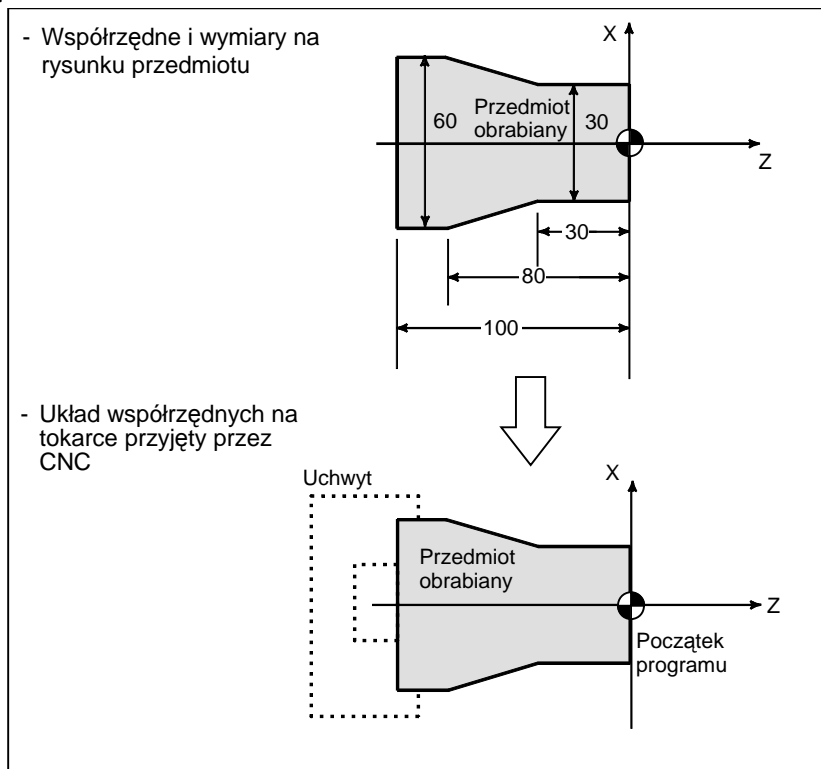 - Współrzędne i wymiary na
rysunku przedmiotu
X
Przedmiot
obrabiany
60
30
Z
30
80
100
- Układ współrzędnych na
tokarce przyjęty przez
CNC
Uchwyt
X
Przedmiot
obrabiany
Z
Początek
programu